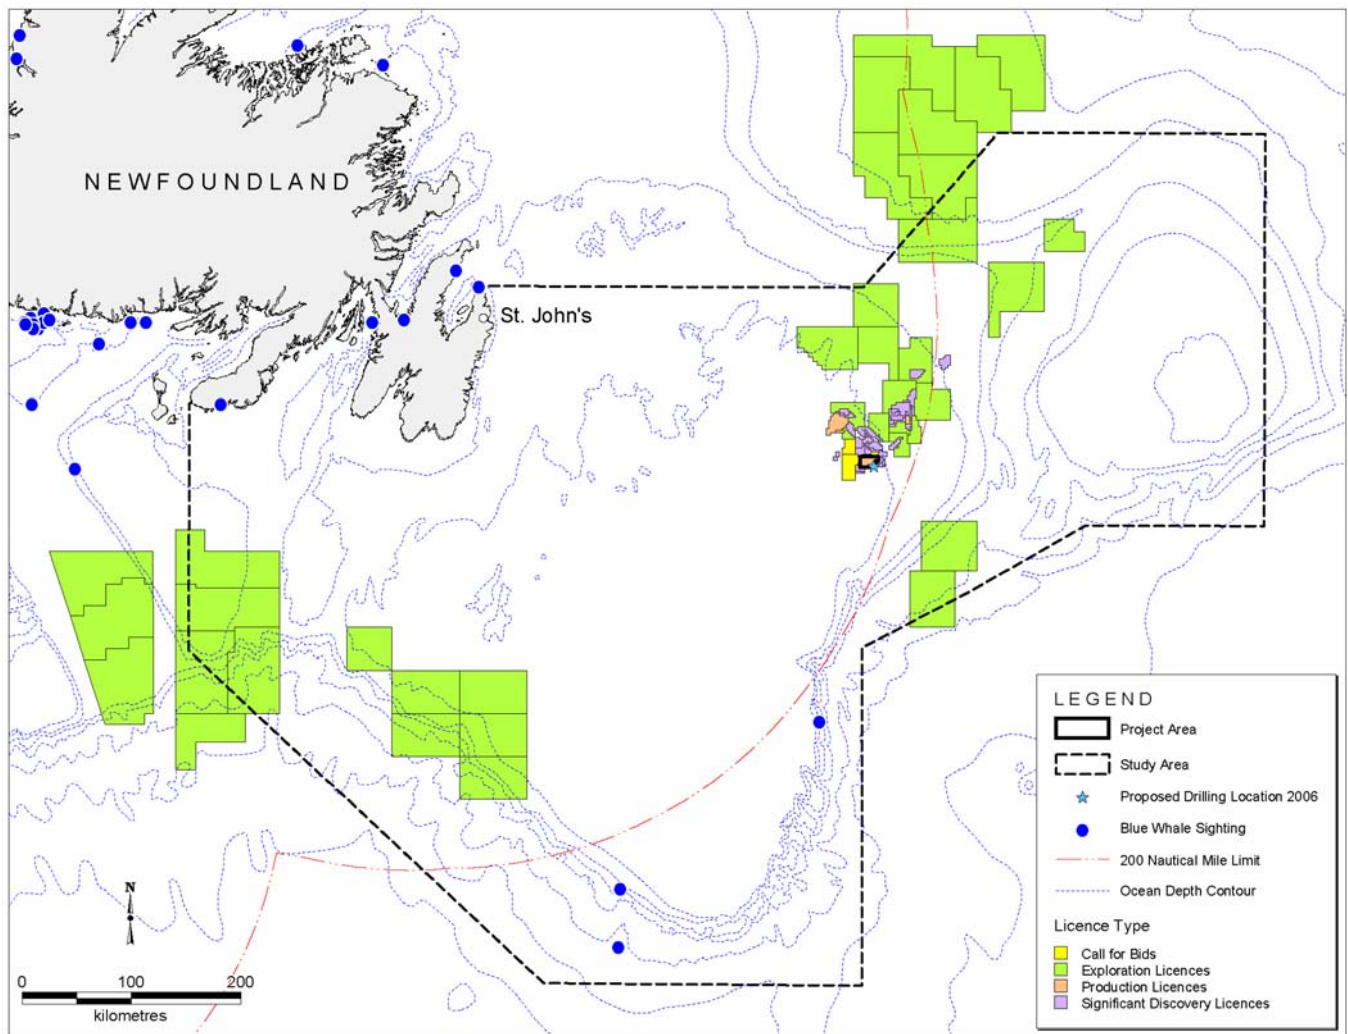 NEWFOUNDLAND
St. John's
LEGEND
Project Area
Study Area
Proposed Drilling Location 2006
Blue Whale Sighting
200 Nautical Mile Limit
Ocean Depth Contour
Licence Type
Call for Bids
Exploration Licences
Production Licences
Significant Discovery Licences
N
0 100 200
kilometres